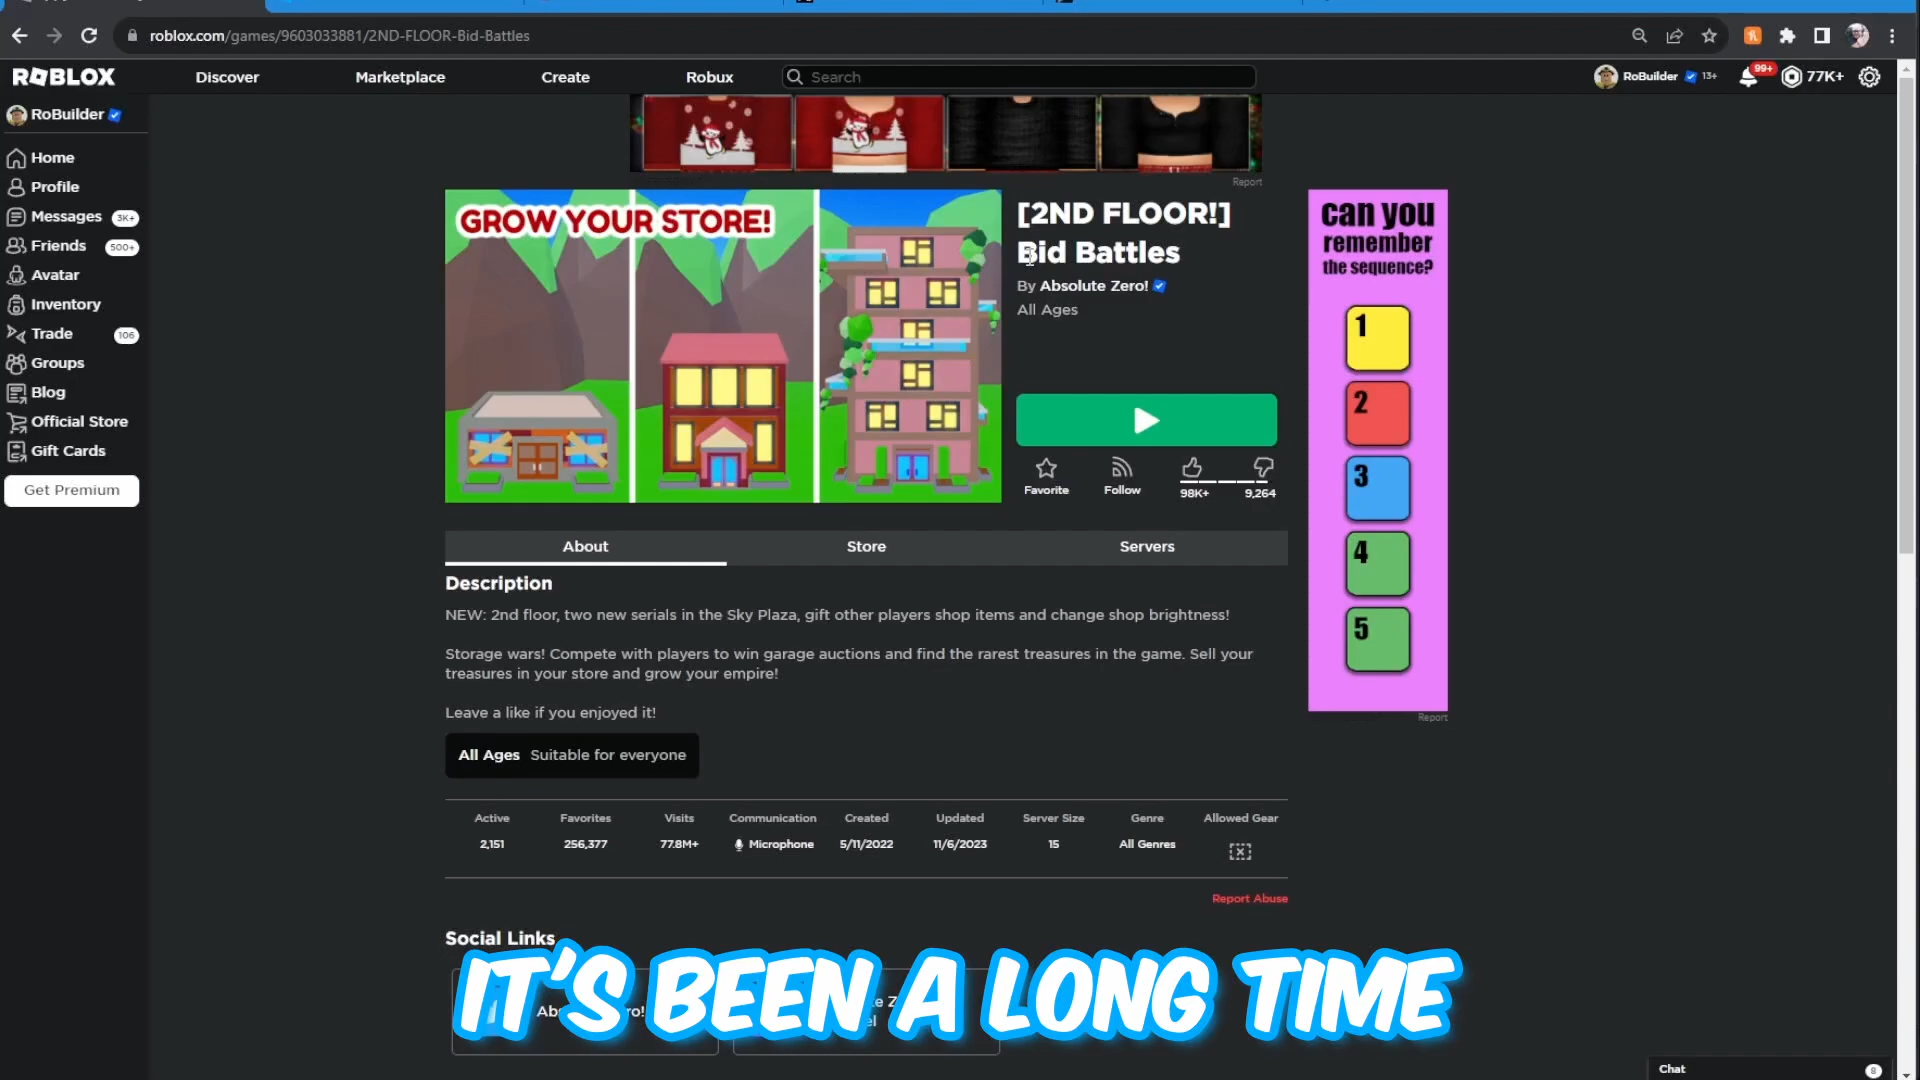 roblox.com/games/9603033881/2ND-FLOOR-Bid-Battles
ROBLOX
Discover
Marketplace
Create
Robux
Search
RoBuilder
13+
99+
77K+
RoBuilder
Home
Profile
Messages 3K+
Friends 500+
Avatar
Inventory
Trade 106
Groups
Blog
Official Store
Gift Cards
Get Premium
Report
GROW YOUR STORE!
[2ND FLOOR!]
Bid Battles
By Absolute Zero!
All Ages
Favorite
Follow
98K+
9,264
can you
remember
the sequence?
1
2
3
4
5
Report
About
Store
Servers
Description
NEW: 2nd floor, two new serials in the Sky Plaza, gift other players shop items and change shop brightness!
Storage wars! Compete with players to win garage auctions and find the rarest treasures in the game. Sell your
treasures in your store and grow your empire!
Leave a like if you enjoyed it!
All Ages Suitable for everyone
Active Favorites Visits Communication Created Updated Server Size Genre Allowed Gear
2,151 256,377 77.8M+ Microphone 5/11/2022 11/6/2023 15 All Genres
Report Abuse
Social Links
IT'S BEEN A LONG TIME
Chat
8